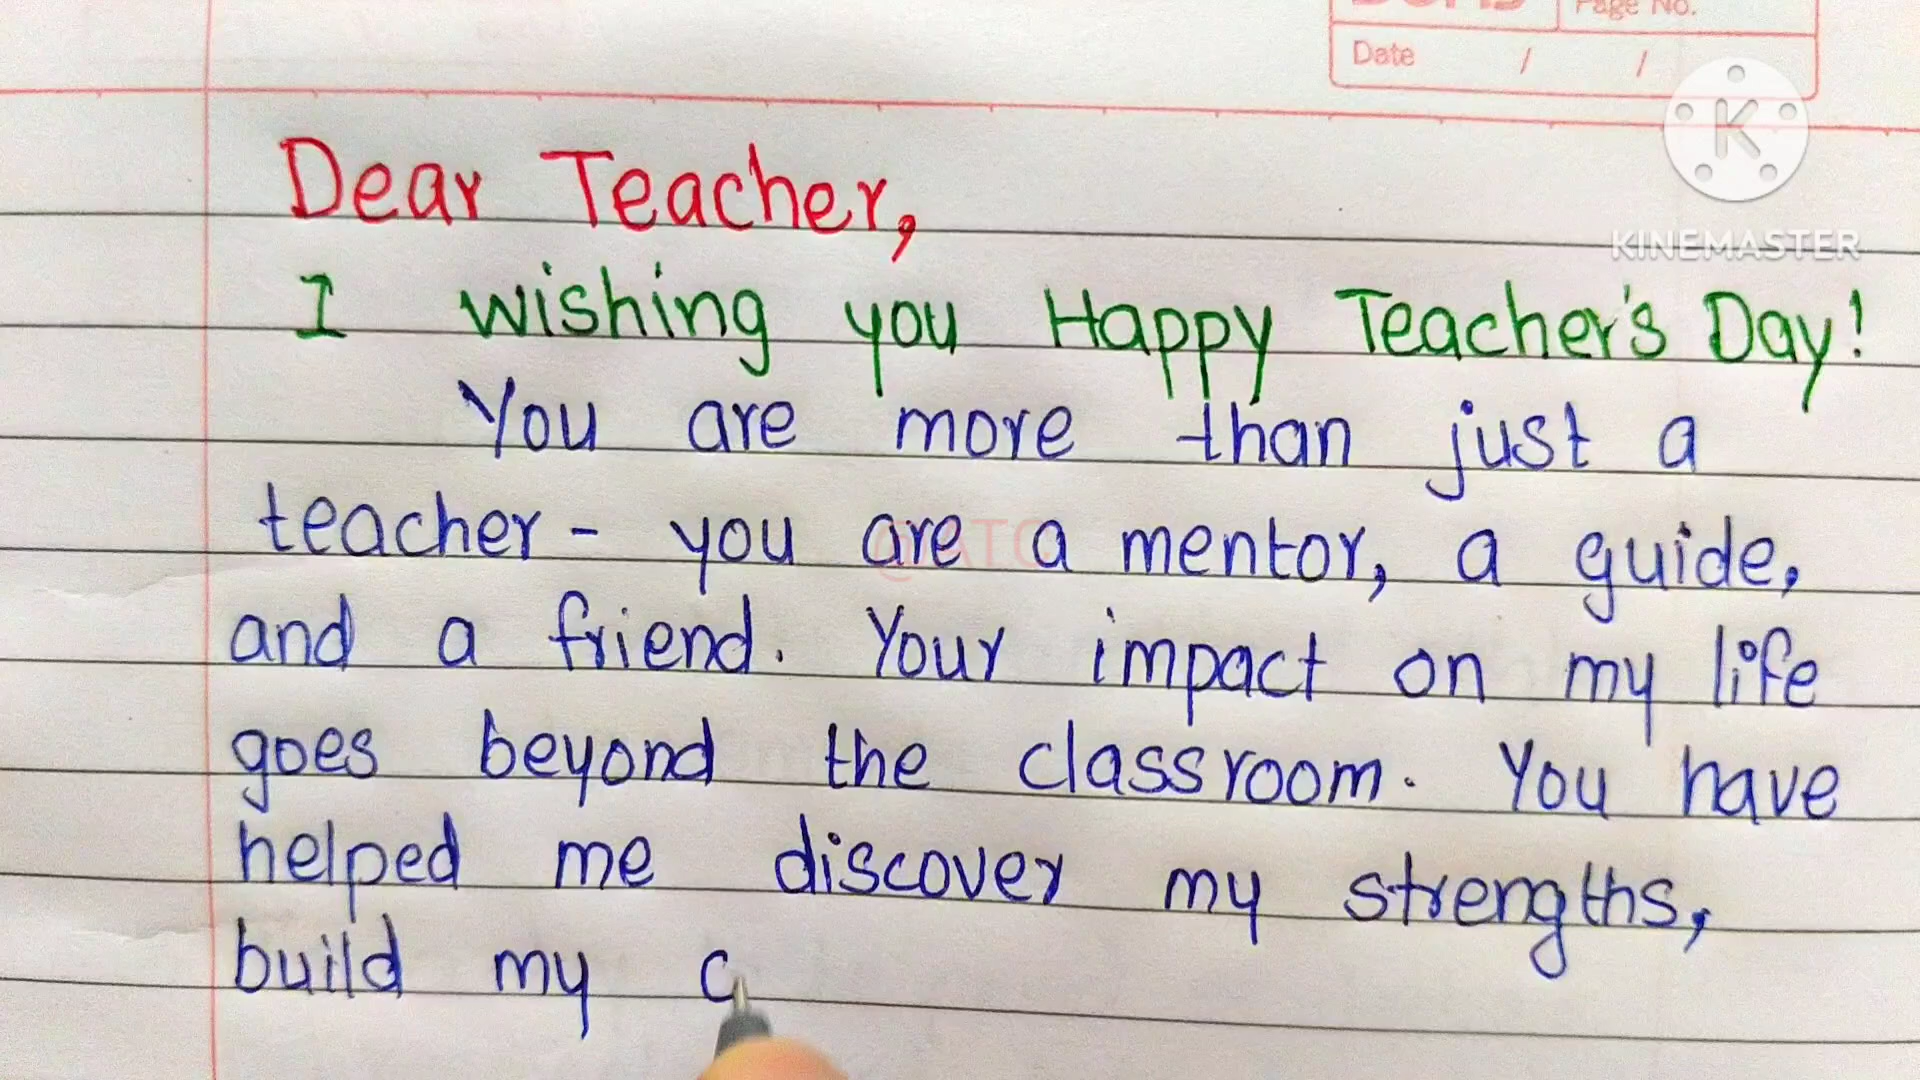 Page No.
Date / /
KINEMASTER
Dear Teacher,
I wishing you Happy Teacher's Day!
You are more than just a
teacher - you are a mentor, a guide,
and a friend. Your impact on my life
goes beyond the classroom. You have
helped me discover my strengths,
build my c